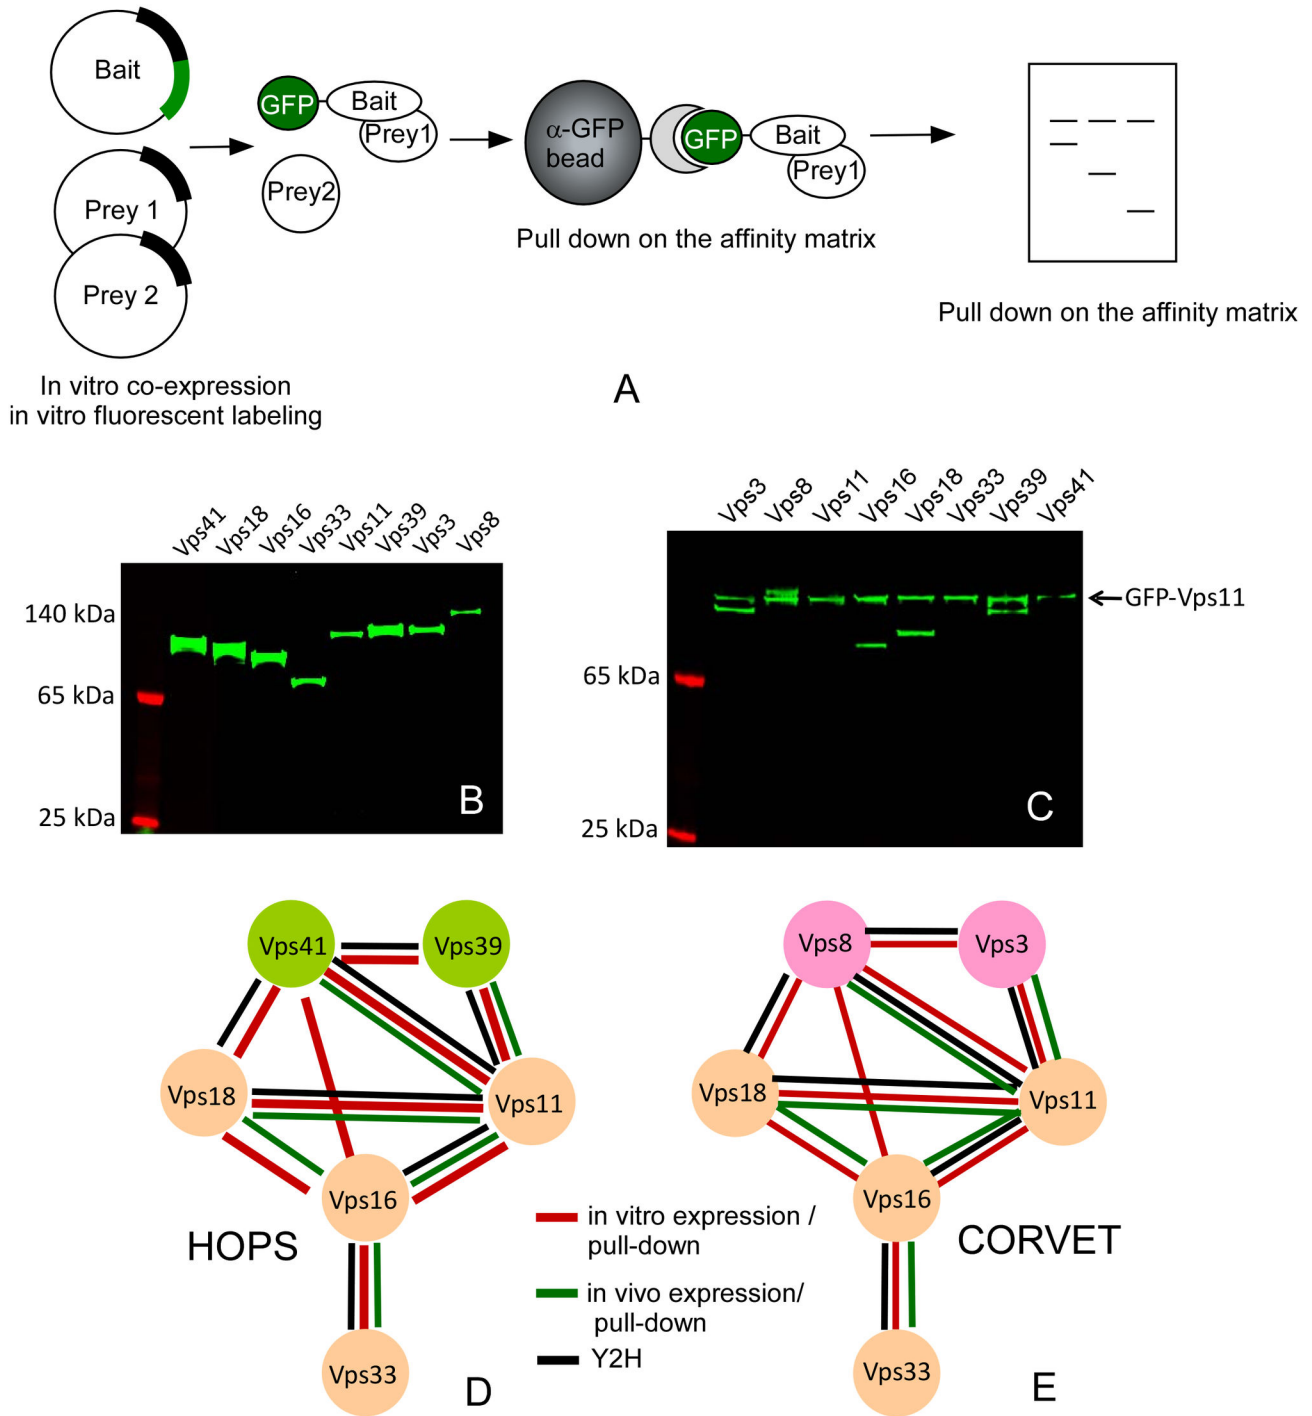 Bait
Prey 1
Prey 2
In vitro co-expression
in vitro fluorescent labeling
GFP
Bait
Prey1
Prey2
α-GFP
bead
GFP
Bait
Prey1
Pull down on the affinity matrix
Pull down on the affinity matrix
A
Vps41 Vps18 Vps16 Vps33 Vps11 Vps39 Vps3 Vps8
140 kDa
65 kDa
25 kDa
B
Vps3 Vps8 Vps11 Vps16 Vps18 Vps33 Vps39 Vps41
GFP-Vps11
65 kDa
25 kDa
C
Vps41
Vps39
Vps18
Vps11
Vps16
Vps33
HOPS
D
in vitro expression /
pull-down
in vivo expression/
pull-down
Y2H
Vps8
Vps3
Vps18
Vps11
Vps16
Vps33
CORVET
E